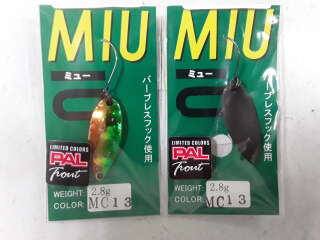 MIU
ミュー
バーブレスフック使用
LIMITED COLORS
PAL
Trout
WEIGHT: 2.8g
COLOR: MC13
MIU
ミュー
バーブレスフック使用
LIMITED COLORS
PAL
Trout
WEIGHT: 2.8g
COLOR: MC13